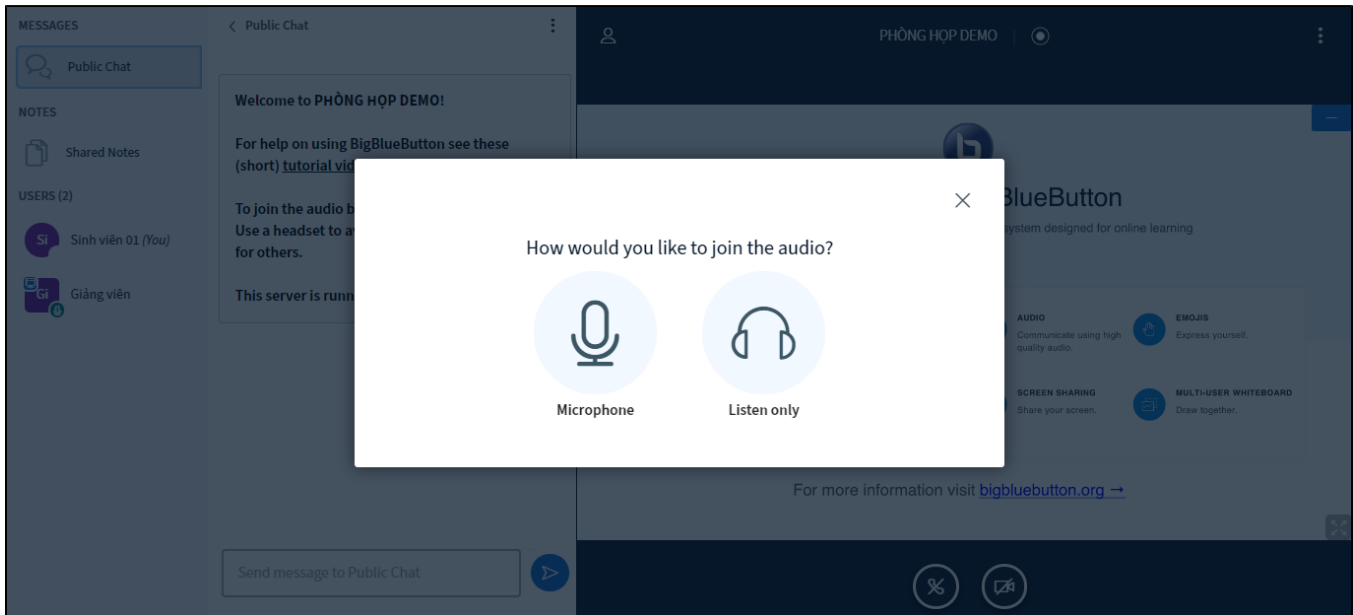 MESSAGES
Public Chat
NOTES
Shared Notes
USERS (2)
Si
Sinh viên 01 (You)
Gi
Giảng viên
Public Chat
Welcome to PHÒNG HỌP DEMO!
For help on using BigBlueButton see these
(short) tutorial vid
To join the audio b
Use a headset to a
for others.
This server is runn
Send message to Public Chat
PHÒNG HỌP DEMO
BlueButton
system designed for online learning
AUDIO
Communicate using high
quality audio.
EMOJIS
Express yourself.
SCREEN SHARING
Share your screen.
MULTI-USER WHITEBOARD
Draw together.
For more information visit bigbluebutton.org →
How would you like to join the audio?
Microphone
Listen only